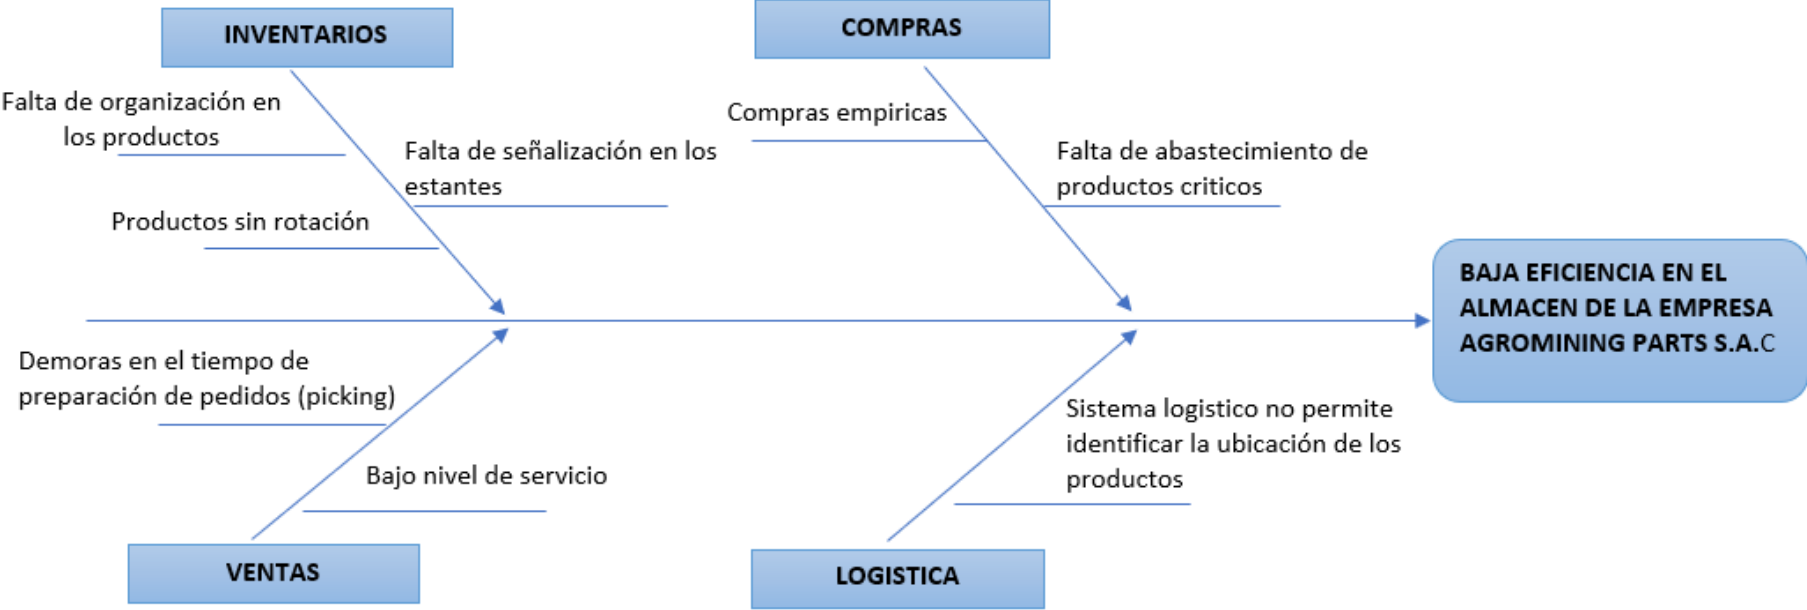 INVENTARIOS
COMPRAS
Falta de organización en
los productos
Compras empiricas
Falta de señalización en los
estantes
Falta de abastecimiento de
productos criticos
Productos sin rotación
BAJA EFICIENCIA EN EL
ALMACEN DE LA EMPRESA
AGROMINING PARTS S.A.C
Demoras en el tiempo de
preparación de pedidos (picking)
Bajo nivel de servicio
Sistema logistico no permite
identificar la ubicación de los
productos
VENTAS
LOGISTICA